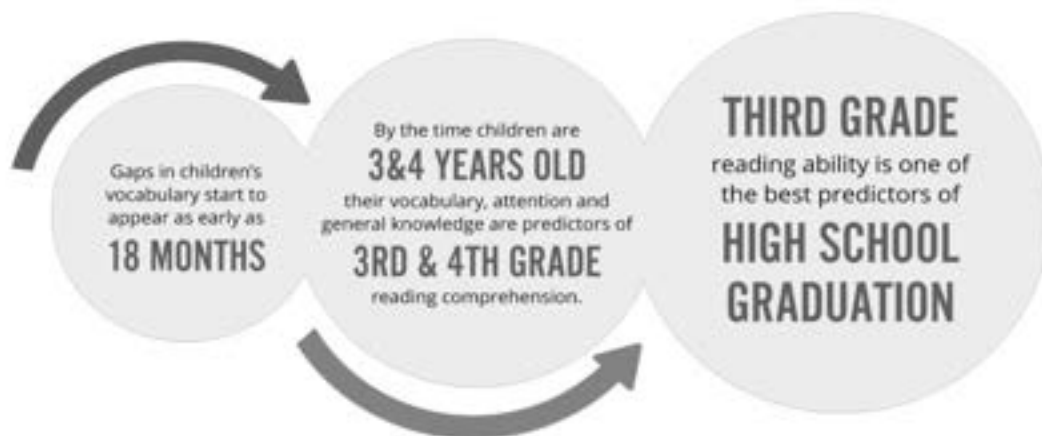 Gaps in children's
vocabulary start to
appear as early as
18 MONTHS
By the time children are
3&4 YEARS OLD
their vocabulary, attention and
general knowledge are predictors of
3RD & 4TH GRADE
reading comprehension.
THIRD GRADE
reading ability is one of
the best predictors of
HIGH SCHOOL
GRADUATION